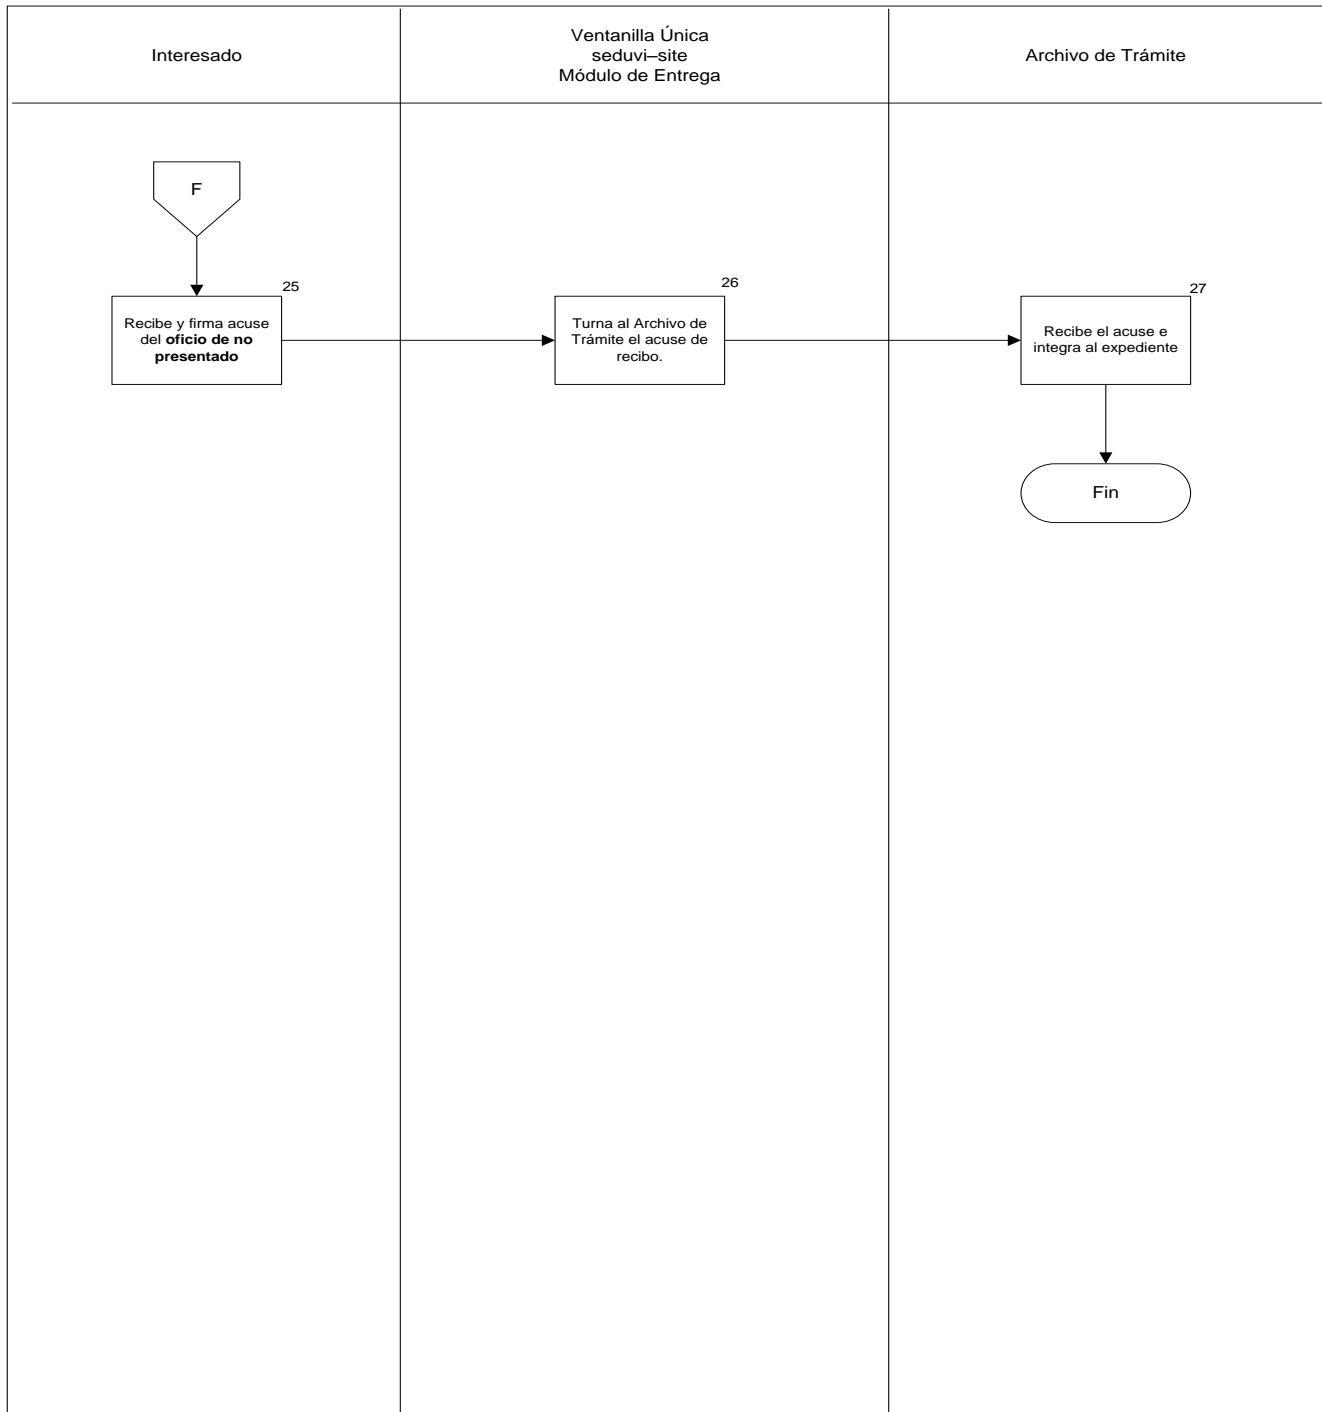 Interesado
Ventanilla Única
seduvi–site
Módulo de Entrega
Archivo de Trámite
F
25
Recibe y firma acuse
del oficio de no
presentado
26
Turna al Archivo de
Trámite el acuse de
recibo.
27
Recibe el acuse e
integra al expediente
Fin